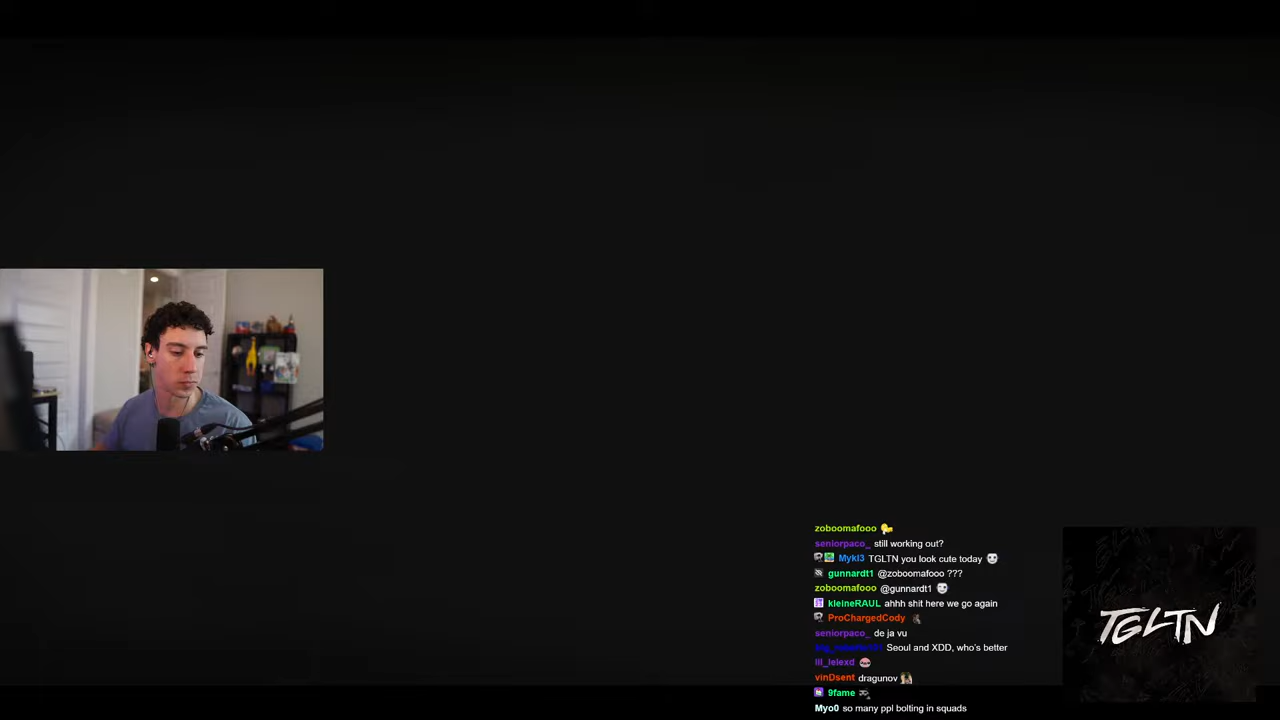 zoboomafooo
seniorpaco_ still working out?
Mykl3 TGLTN you look cute today
gunnardt1 @zoboomafooo ???
zoboomafooo @gunnardt1
kleineRAUL ahhh shit here we go again
ProChargedCody
seniorpaco_ de ja vu
Seoul and XDD, who's better
lil_lelexd
vinDsent dragunov
9fame
Myo0 so many ppl bolting in squads
TGLTN